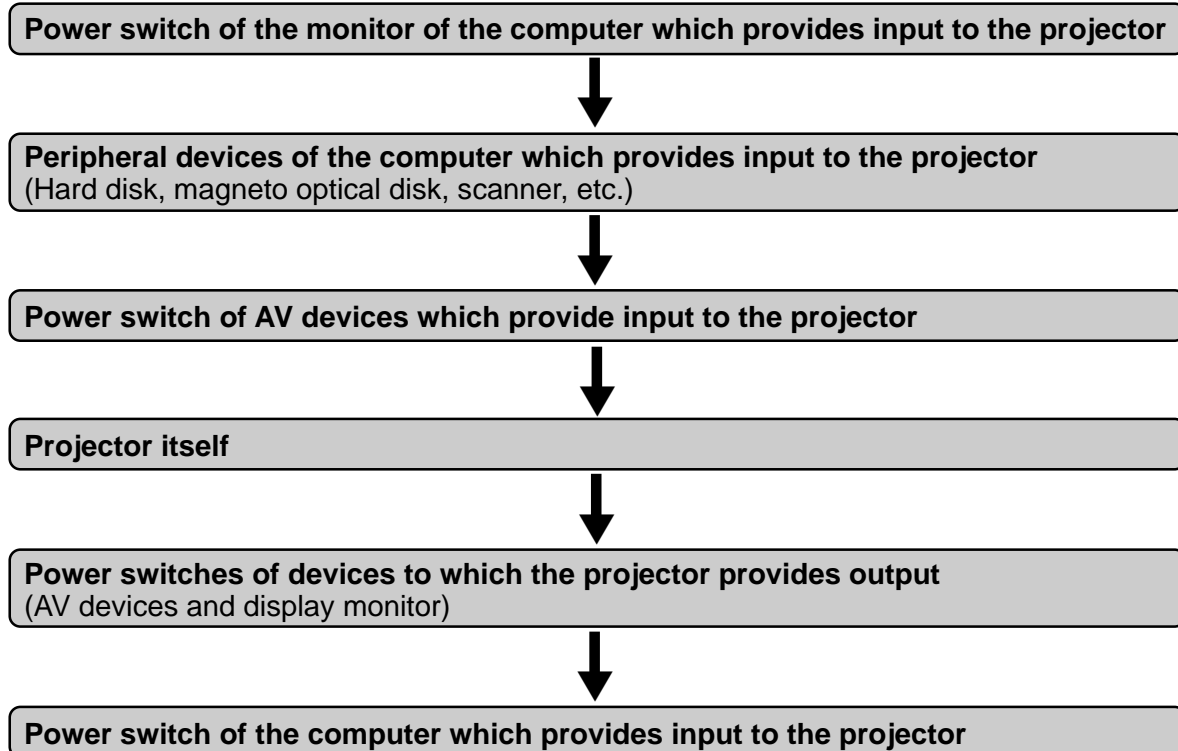 Power switch of the monitor of the computer which provides input to the projector
Peripheral devices of the computer which provides input to the projector
(Hard disk, magneto optical disk, scanner, etc.)
Power switch of AV devices which provide input to the projector
Projector itself
Power switches of devices to which the projector provides output
(AV devices and display monitor)
Power switch of the computer which provides input to the projector